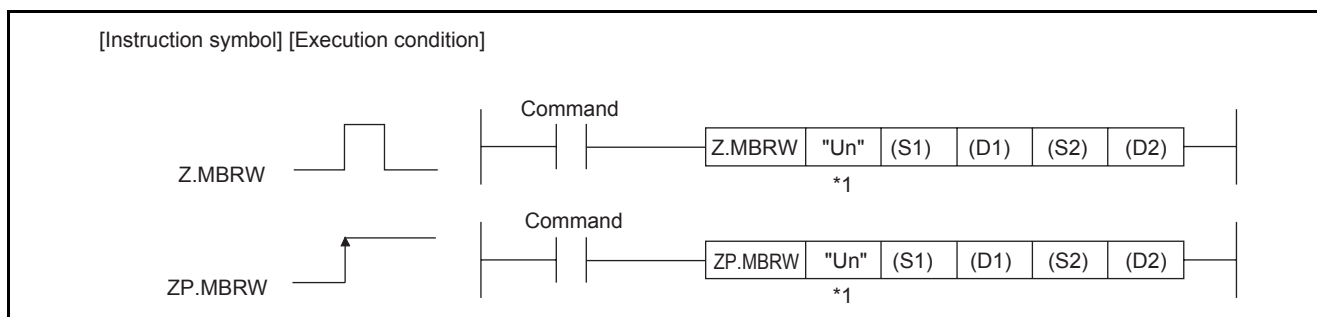 [Instruction symbol] [Execution condition]
Command
Z.MBRW Z.MBRW "Un" (S1) (D1) (S2) (D2)
*1
Command
ZP.MBRW ZP.MBRW "Un" (S1) (D1) (S2) (D2)
*1